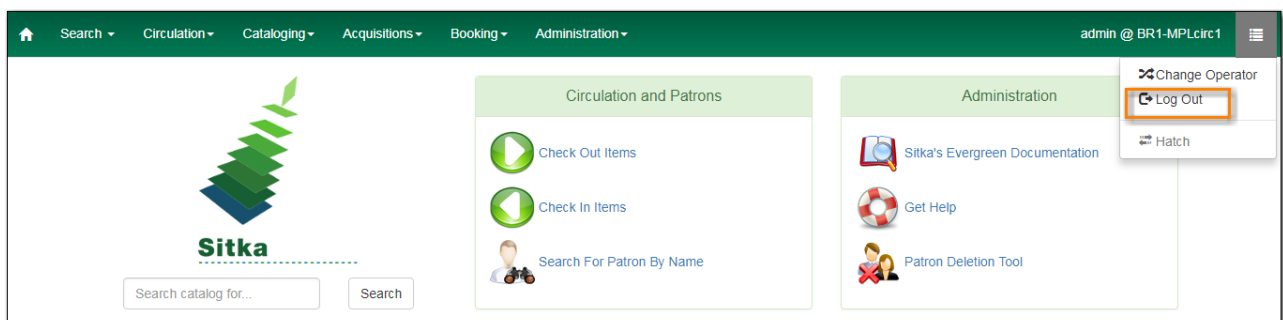 Search Circulation Cataloging Acquisitions Booking Administration admin @ BR1-MPLcirc1
Change Operator
Log Out
Hatch
Circulation and Patrons
Check Out Items
Check In Items
Search For Patron By Name
Administration
Sitka's Evergreen Documentation
Get Help
Patron Deletion Tool
Sitka
Search catalog for... Search